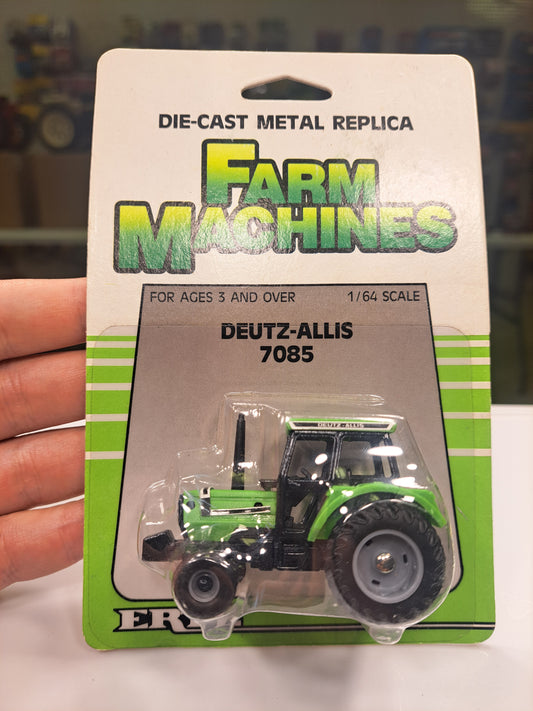 DIE-CAST METAL REPLICA
FARM
MACHINES
FOR AGES 3 AND OVER 1/64 SCALE
DEUTZ-ALLIS
7085
DEUTZ-ALLIS